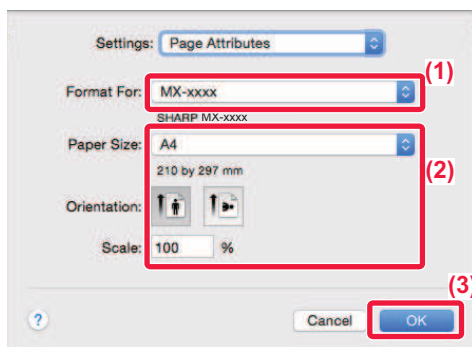 Settings: Page Attributes
(1)
Format For: MX-xxxx
SHARP MX-xxxx
Paper Size: A4
(2)
210 by 297 mm
Orientation:
Scale: 100 %
(3)
? Cancel OK